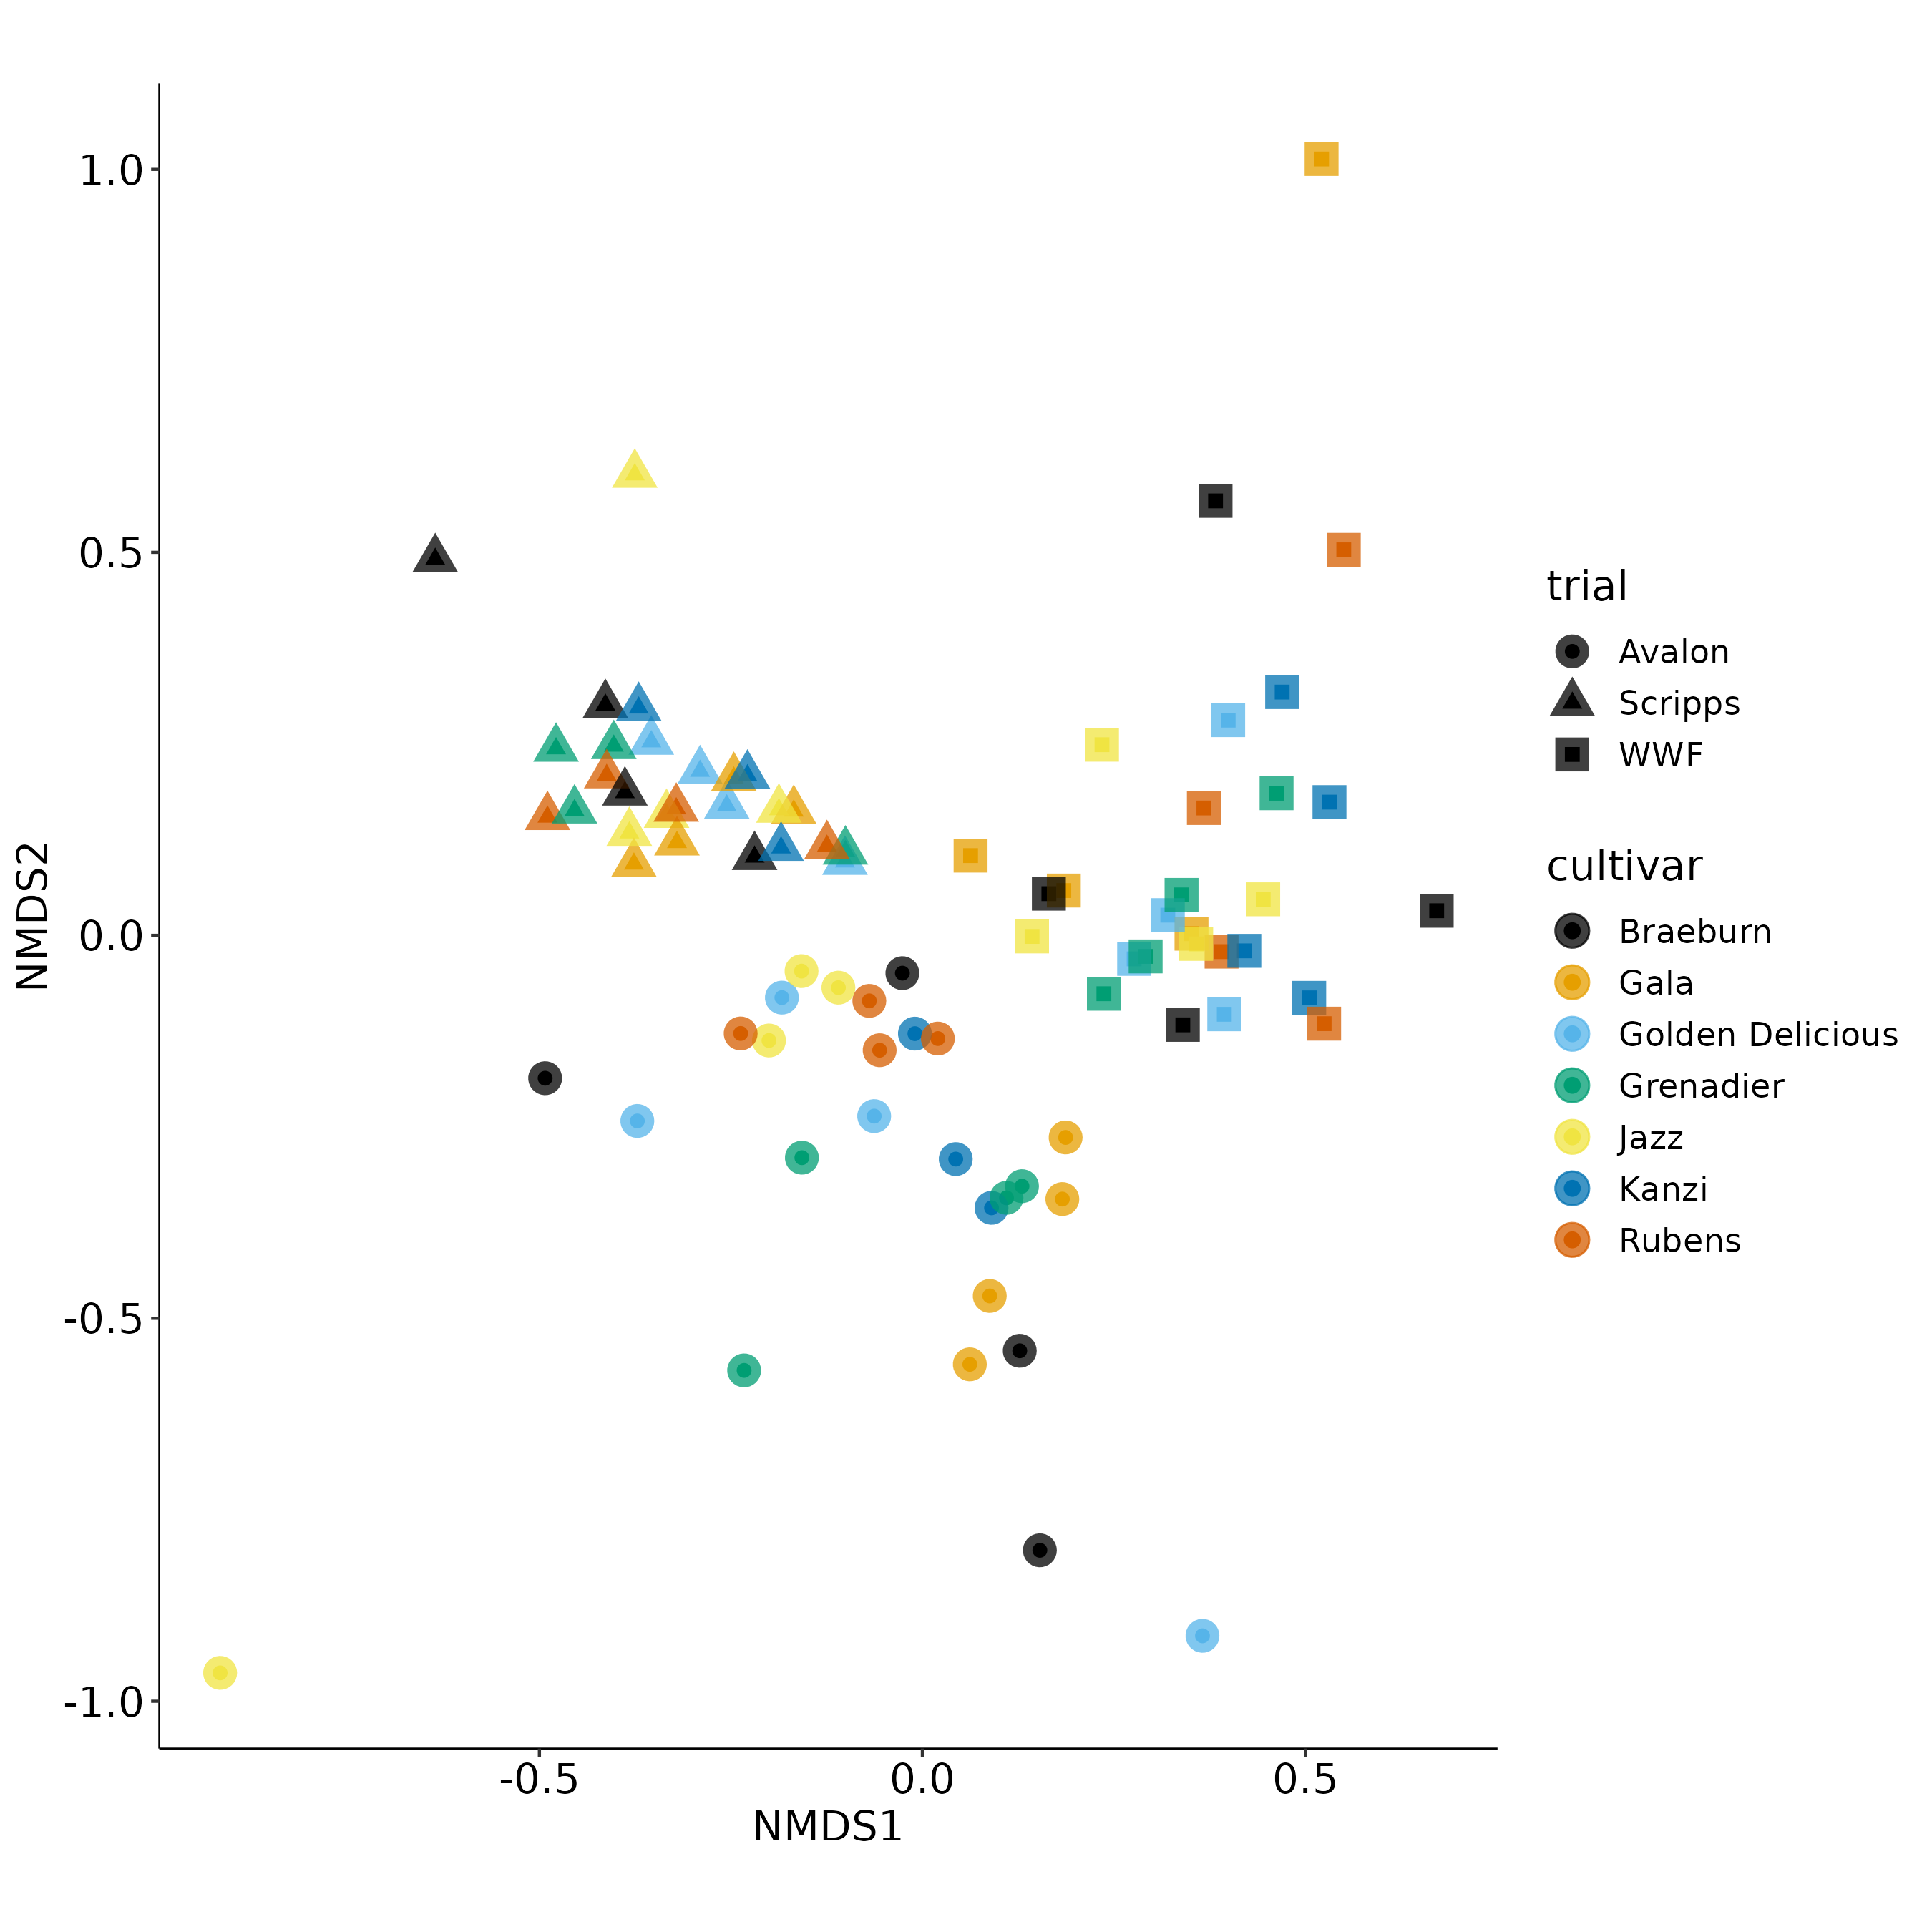 1.0
0.5
0.0
-0.5
-1.0
NMDS2
-0.5 0.0 0.5
NMDS1
trial
Avalon
Scripps
WWF
cultivar
Braeburn
Gala
Golden Delicious
Grenadier
Jazz
Kanzi
Rubens